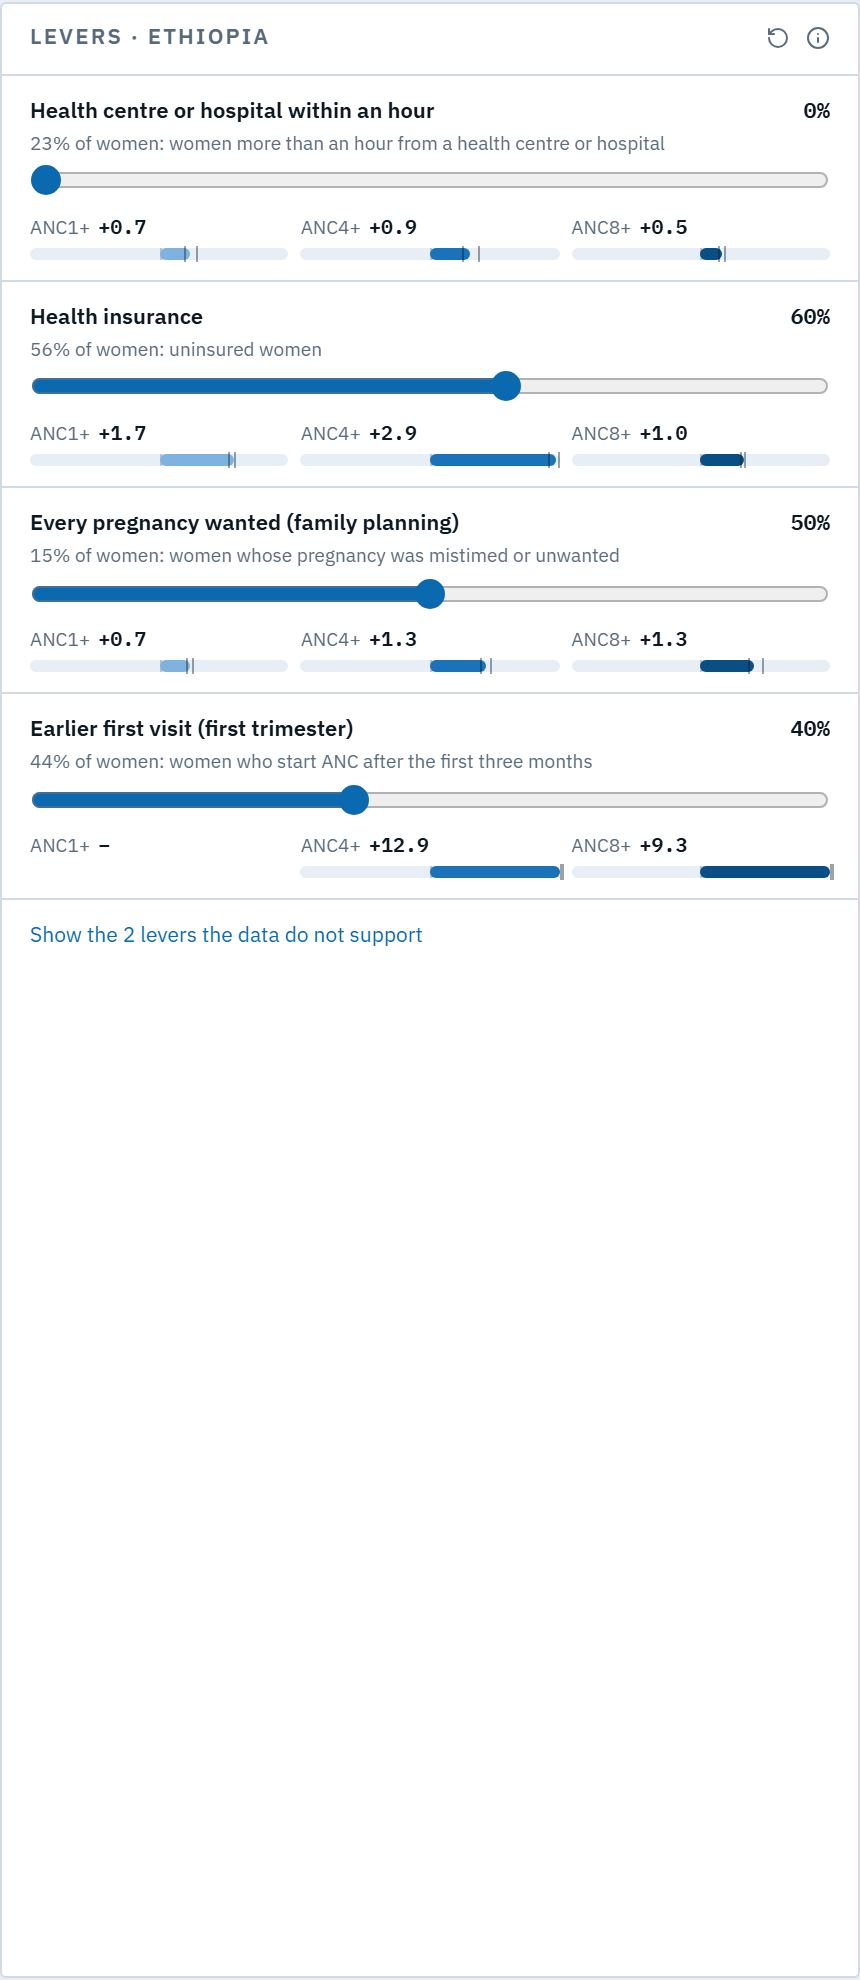 LEVERS · ETHIOPIA
Health centre or hospital within an hour 0%
23% of women: women more than an hour from a health centre or hospital
ANC1+ +0.7 ANC4+ +0.9 ANC8+ +0.5
Health insurance 60%
56% of women: uninsured women
ANC1+ +1.7 ANC4+ +2.9 ANC8+ +1.0
Every pregnancy wanted (family planning) 50%
15% of women: women whose pregnancy was mistimed or unwanted
ANC1+ +0.7 ANC4+ +1.3 ANC8+ +1.3
Earlier first visit (first trimester) 40%
44% of women: women who start ANC after the first three months
ANC1+ – ANC4+ +12.9 ANC8+ +9.3
Show the 2 levers the data do not support